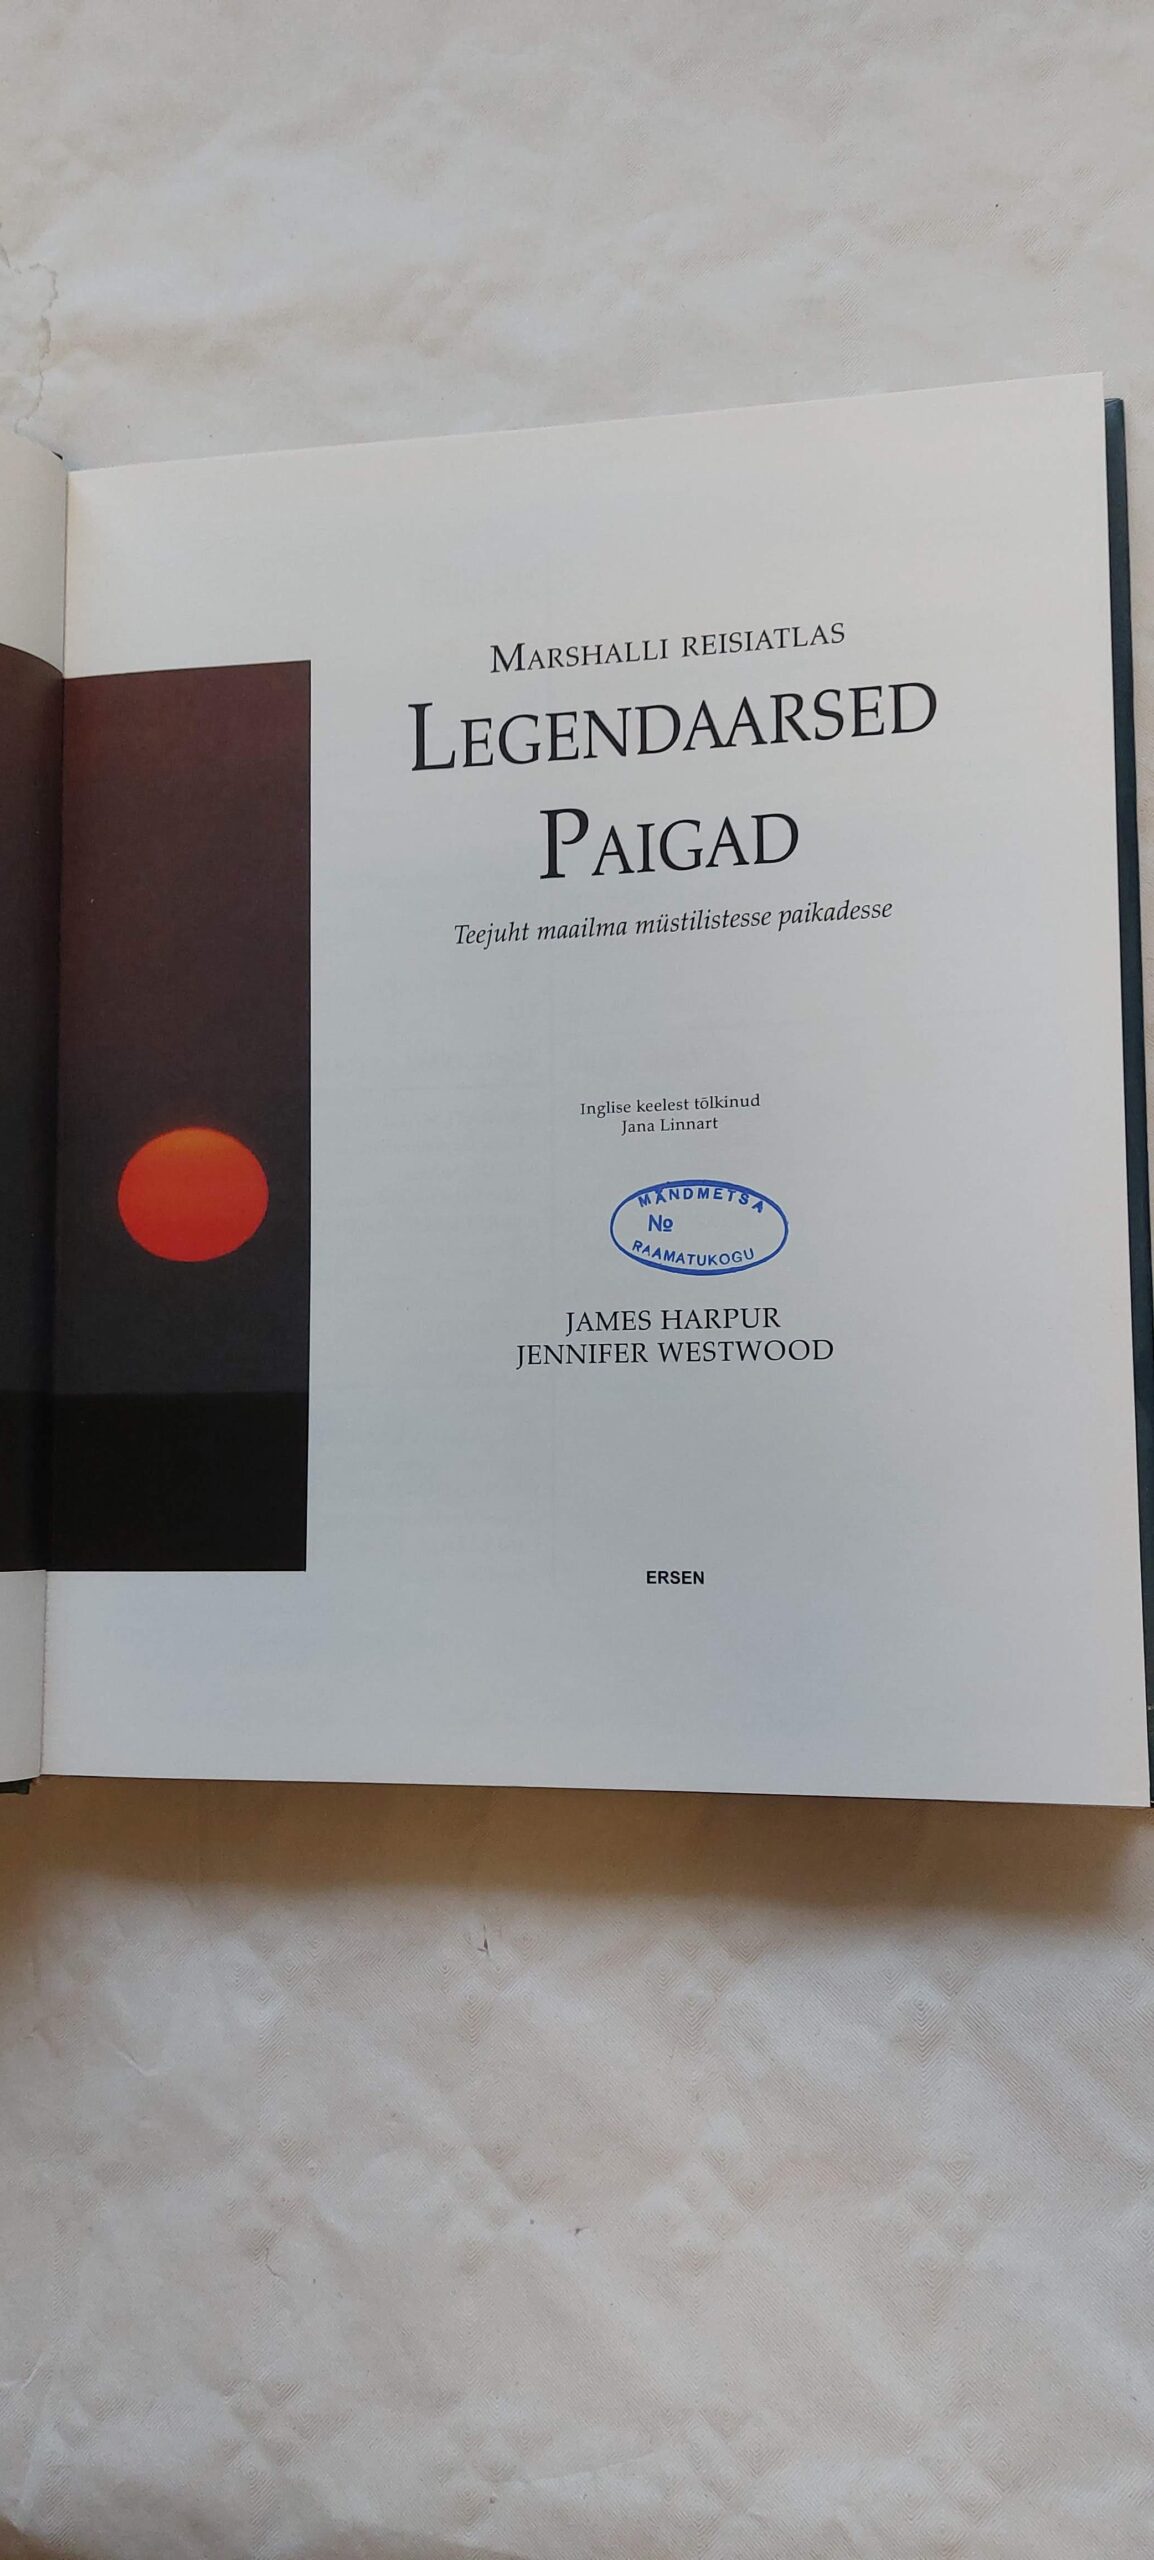 MARSHALLI REISIATLAS
LEGENDAARSED
PAIGAD
Teejuht maailma müstilistesse paikadesse
Inglise keelest tõlkinud
Jana Linnart
MÄNDMETSA
№
RAAMATUKOGU
JAMES HARPUR
JENNIFER WESTWOOD
ERSEN